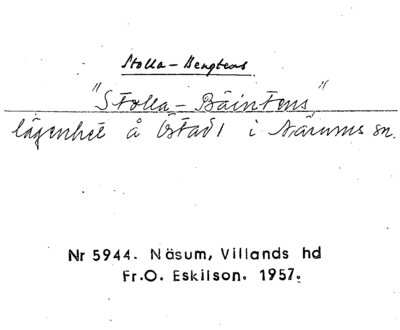 Stolla-Bengtens
"Stolla-Bäintens"
lägenhet å Östad 1 i Näsums sn.
Nr 5944. Näsum, Villands hd
Fr.O. Eskilson. 1957.